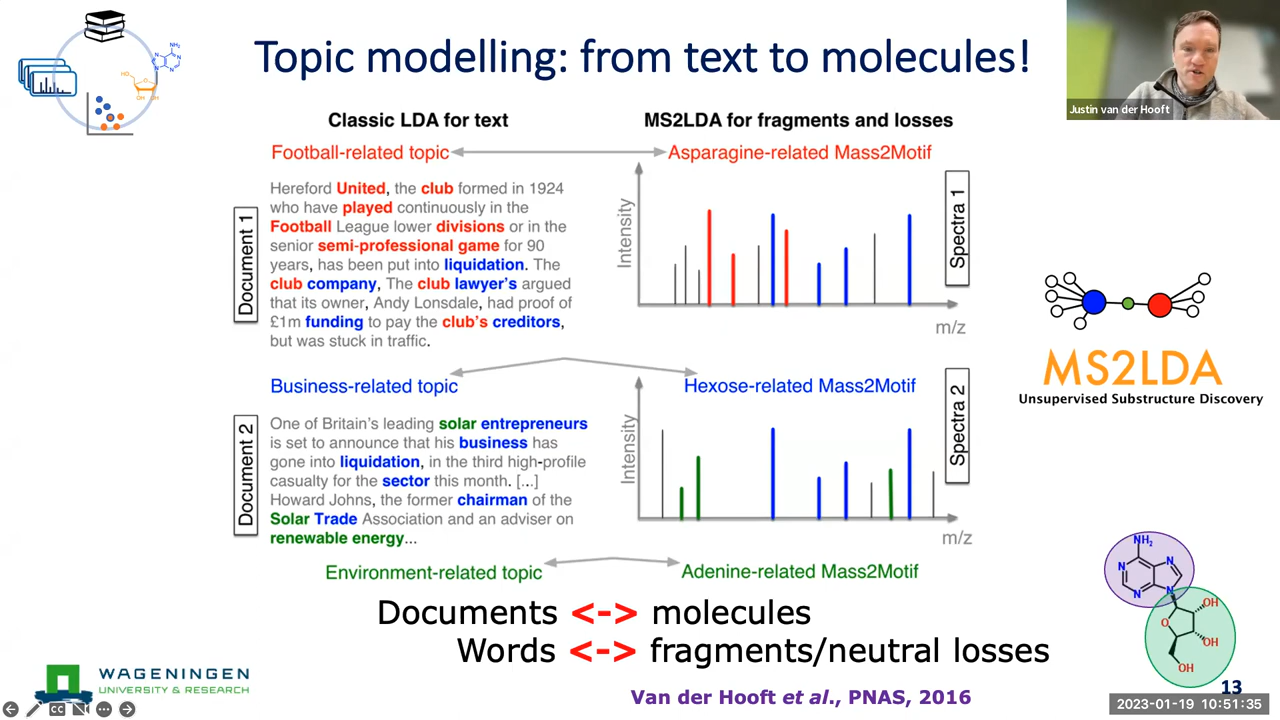 Topic modelling: from text to molecules!
Justin van der Hooft
Classic LDA for text
MS2LDA for fragments and losses
Football-related topic
Asparagine-related Mass2Motif
Document 1
Hereford United, the club formed in 1924
who have played continuously in the
Football League lower divisions or in the
senior semi-professional game for 90
years, has been put into liquidation. The
club company, The club lawyer's argued
that its owner, Andy Lonsdale, had proof of
£1m funding to pay the club's creditors,
but was stuck in traffic.
Intensity
Spectra 1
m/z
Business-related topic
Hexose-related Mass2Motif
Document 2
One of Britain's leading solar entrepreneurs
is set to announce that his business has
gone into liquidation, in the third high-profile
casualty for the sector this month. [...]
Howard Johns, the former chairman of the
Solar Trade Association and an adviser on
renewable energy...
Intensity
Spectra 2
m/z
Environment-related topic
Adenine-related Mass2Motif
MS2LDA
Unsupervised Substructure Discovery
Documents <-> molecules
Words <-> fragments/neutral losses
Van der Hooft et al., PNAS, 2016
NH2
N
N
N
N
O
OH
OH
OH
WAGENINGEN
UNIVERSITY & RESEARCH
13
2023-01-19 10:51:35
CC